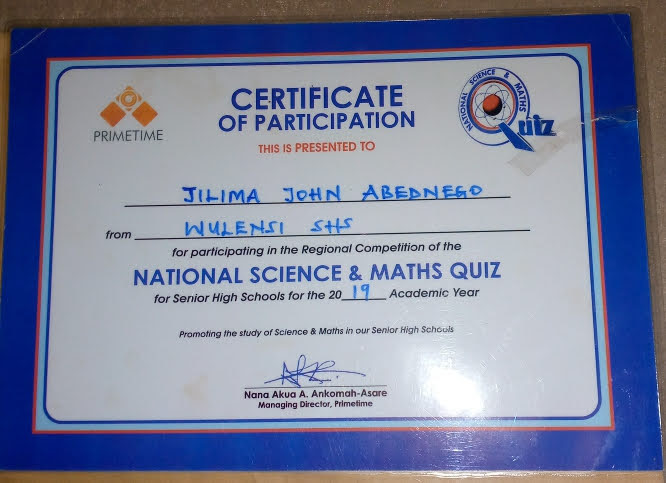 PRIMETIME
CERTIFICATE
OF PARTICIPATION
THIS IS PRESENTED TO
NATIONAL SCIENCE & MATHS
Quiz
JILIMA JOHN ABEDNEGO
from WULENSI SHS
for participating in the Regional Competition of the
NATIONAL SCIENCE & MATHS QUIZ
for Senior High Schools for the 2019 Academic Year
Promoting the study of Science & Maths in our Senior High Schools
Nana Akua A. Ankomah-Asare
Managing Director, Primetime